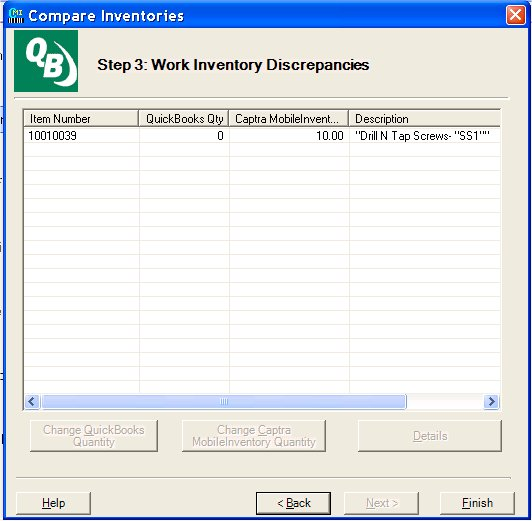 Compare Inventories
QB
Step 3: Work Inventory Discrepancies
Item Number QuickBooks Qty Captra MobileInvent... Description
10010039 0 10.00 "Drill N Tap Screws- "SS1""
Change QuickBooks
Quantity
Change Captra
MobileInventory Quantity
Details
Help < Back Next > Finish